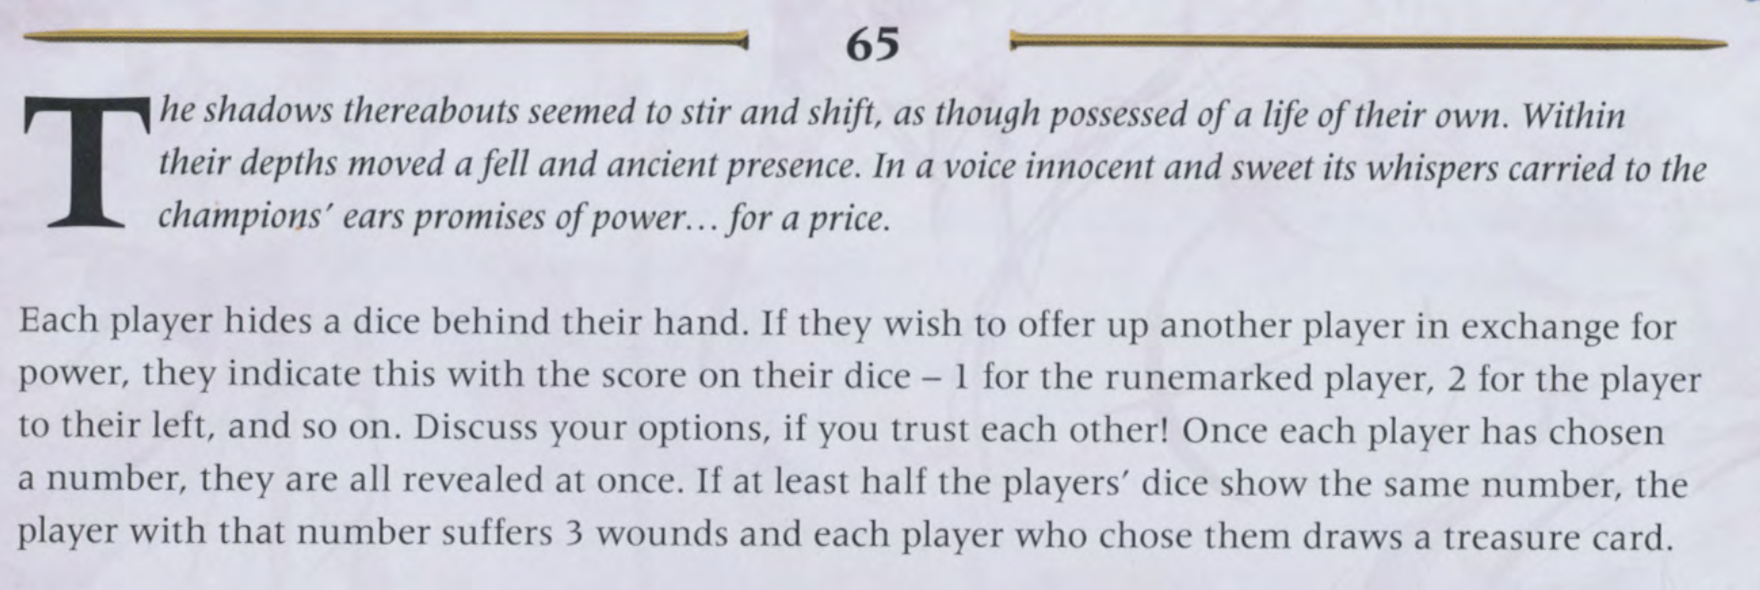 65
The shadows thereabouts seemed to stir and shift, as though possessed of a life of their own. Within
their depths moved a fell and ancient presence. In a voice innocent and sweet its whispers carried to the
champions' ears promises of power... for a price.
Each player hides a dice behind their hand. If they wish to offer up another player in exchange for
power, they indicate this with the score on their dice – 1 for the runemarked player, 2 for the player
to their left, and so on. Discuss your options, if you trust each other! Once each player has chosen
a number, they are all revealed at once. If at least half the players' dice show the same number, the
player with that number suffers 3 wounds and each player who chose them draws a treasure card.